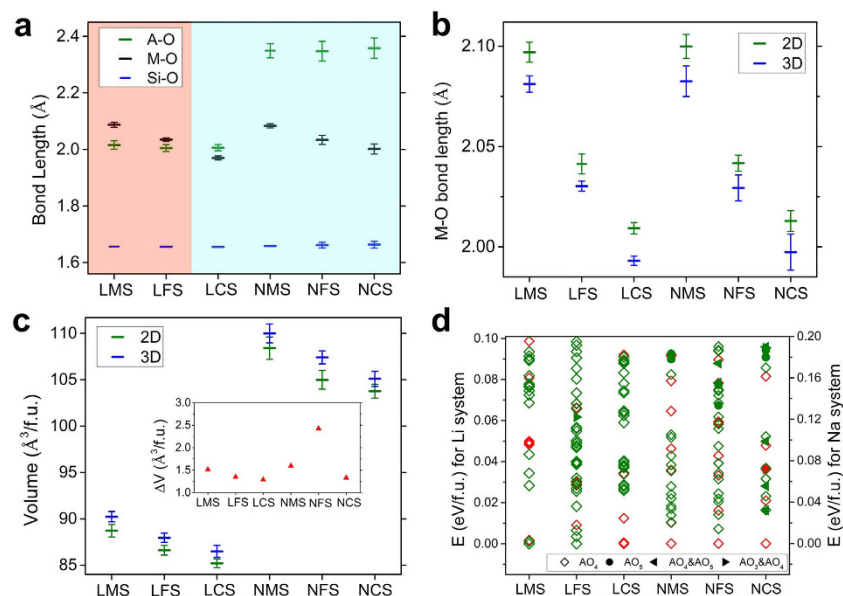 a
A-O
M-O
Si-O
Bond Length (Å)
2.4
2.2
2.0
1.8
1.6
LMS LFS LCS NMS NFS NCS
b
2D
3D
M-O bond length (Å)
2.10
2.05
2.00
LMS LFS LCS NMS NFS NCS
c
2D
3D
Volume (Å³/f.u.)
110
105
100
95
90
85
ΔV (Å³/f.u.)
3.0
2.5
2.0
1.5
1.0
LMS LFS LCS NMS NFS NCS
LMS LFS LCS NMS NFS NCS
d
E (eV/f.u.) for Li system
0.10
0.08
0.06
0.04
0.02
0.00
0.20
0.16
0.12
0.08
0.04
0.00
E (eV/f.u.) for Na system
AO₄ AO₅ AO₄&AO₅ AO₃&AO₄
LMS LFS LCS NMS NFS NCS